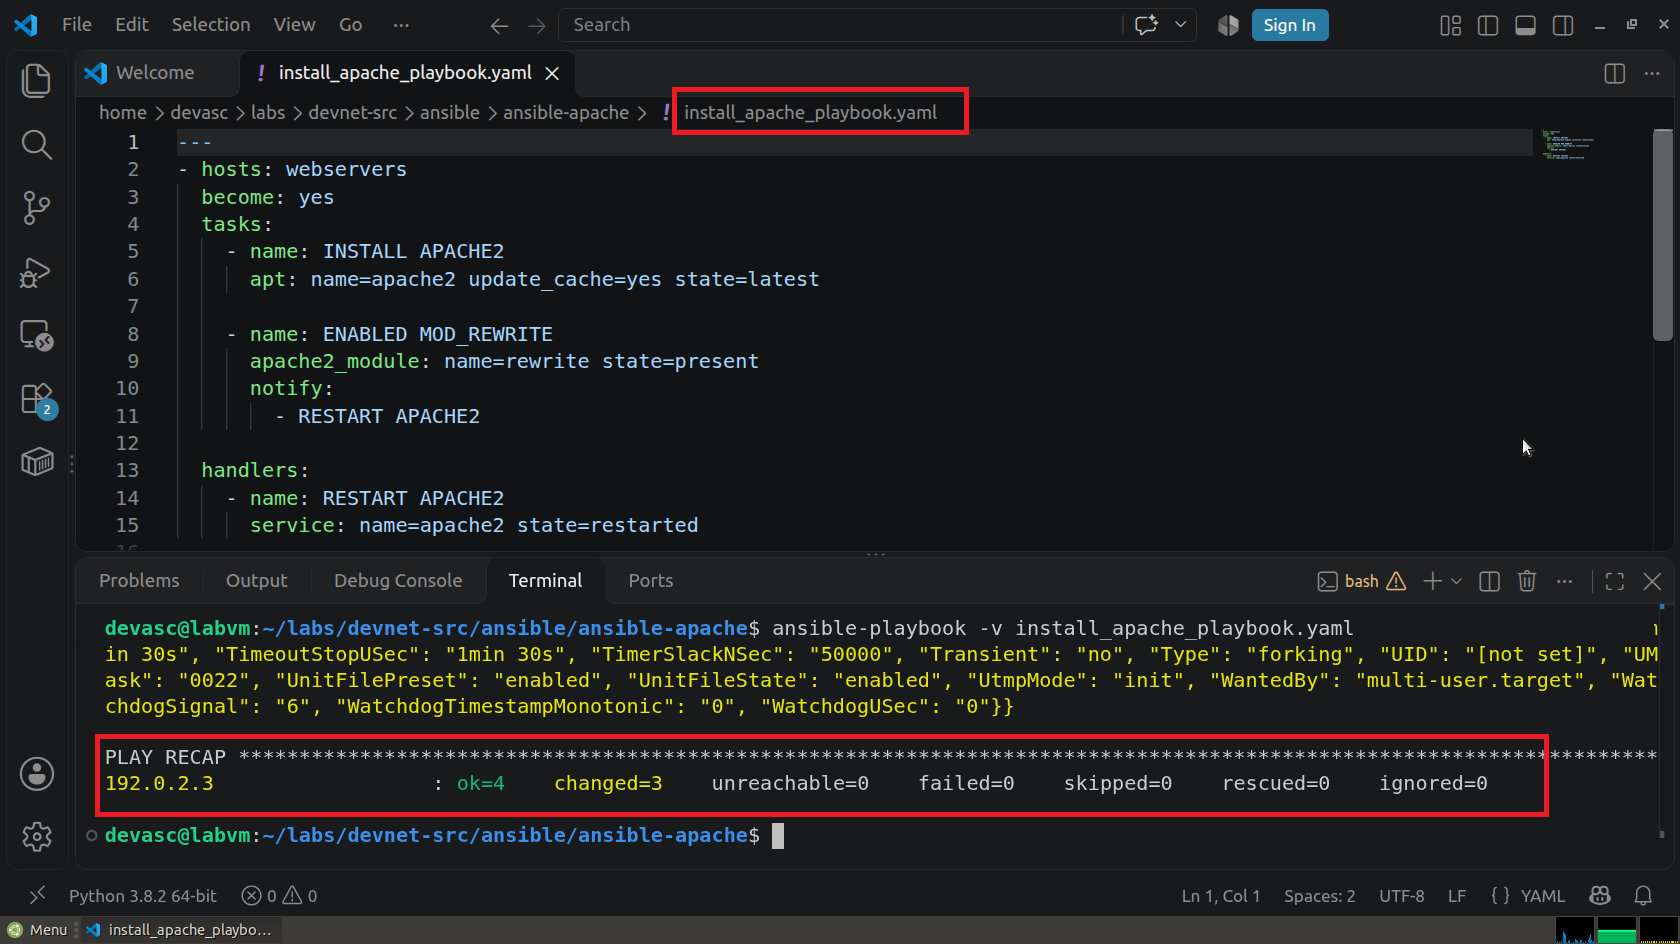 File Edit Selection View Go ··· Search Sign In
Welcome ! install_apache_playbook.yaml
home > devasc > labs > devnet-src > ansible > ansible-apache > ! install_apache_playbook.yaml
1 ---
2 - hosts: webservers
3 become: yes
4 tasks:
5 - name: INSTALL APACHE2
6 apt: name=apache2 update_cache=yes state=latest
7
8 - name: ENABLED MOD_REWRITE
9 apache2_module: name=rewrite state=present
10 notify:
11 - RESTART APACHE2
12
13 handlers:
14 - name: RESTART APACHE2
15 service: name=apache2 state=restarted
16
2
Problems Output Debug Console Terminal Ports bash
devasc@labvm:~/labs/devnet-src/ansible/ansible-apache$ ansible-playbook -v install_apache_playbook.yaml
in 30s", "TimeoutStopUSec": "1min 30s", "TimerSlackNSec": "50000", "Transient": "no", "Type": "forking", "UID": "[not set]", "UM
ask": "0022", "UnitFilePreset": "enabled", "UnitFileState": "enabled", "UtmpMode": "init", "WantedBy": "multi-user.target", "Wat
chdogSignal": "6", "WatchdogTimestampMonotonic": "0", "WatchdogUSec": "0"}}
PLAY RECAP *********************************************************************************************************************
192.0.2.3 : ok=4 changed=3 unreachable=0 failed=0 skipped=0 rescued=0 ignored=0
devasc@labvm:~/labs/devnet-src/ansible/ansible-apache$
Python 3.8.2 64-bit 0 0 Ln 1, Col 1 Spaces: 2 UTF-8 LF {} YAML
Menu install_apache_playbo...